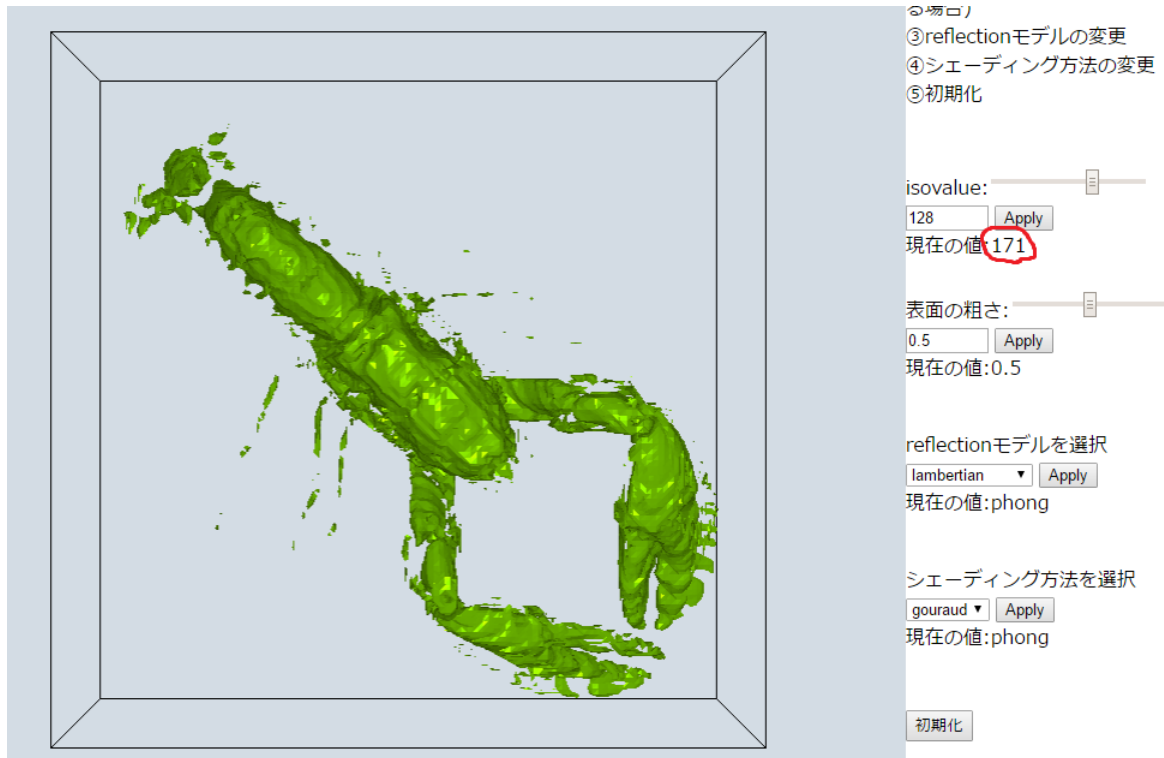 る場合)
③reflectionモデルの変更
④シェーディング方法の変更
⑤初期化
isovalue:
128 Apply
現在の値:171
表面の粗さ:
0.5 Apply
現在の値:0.5
reflectionモデルを選択
lambertian Apply
現在の値:phong
シェーディング方法を選択
gouraud Apply
現在の値:phong
初期化